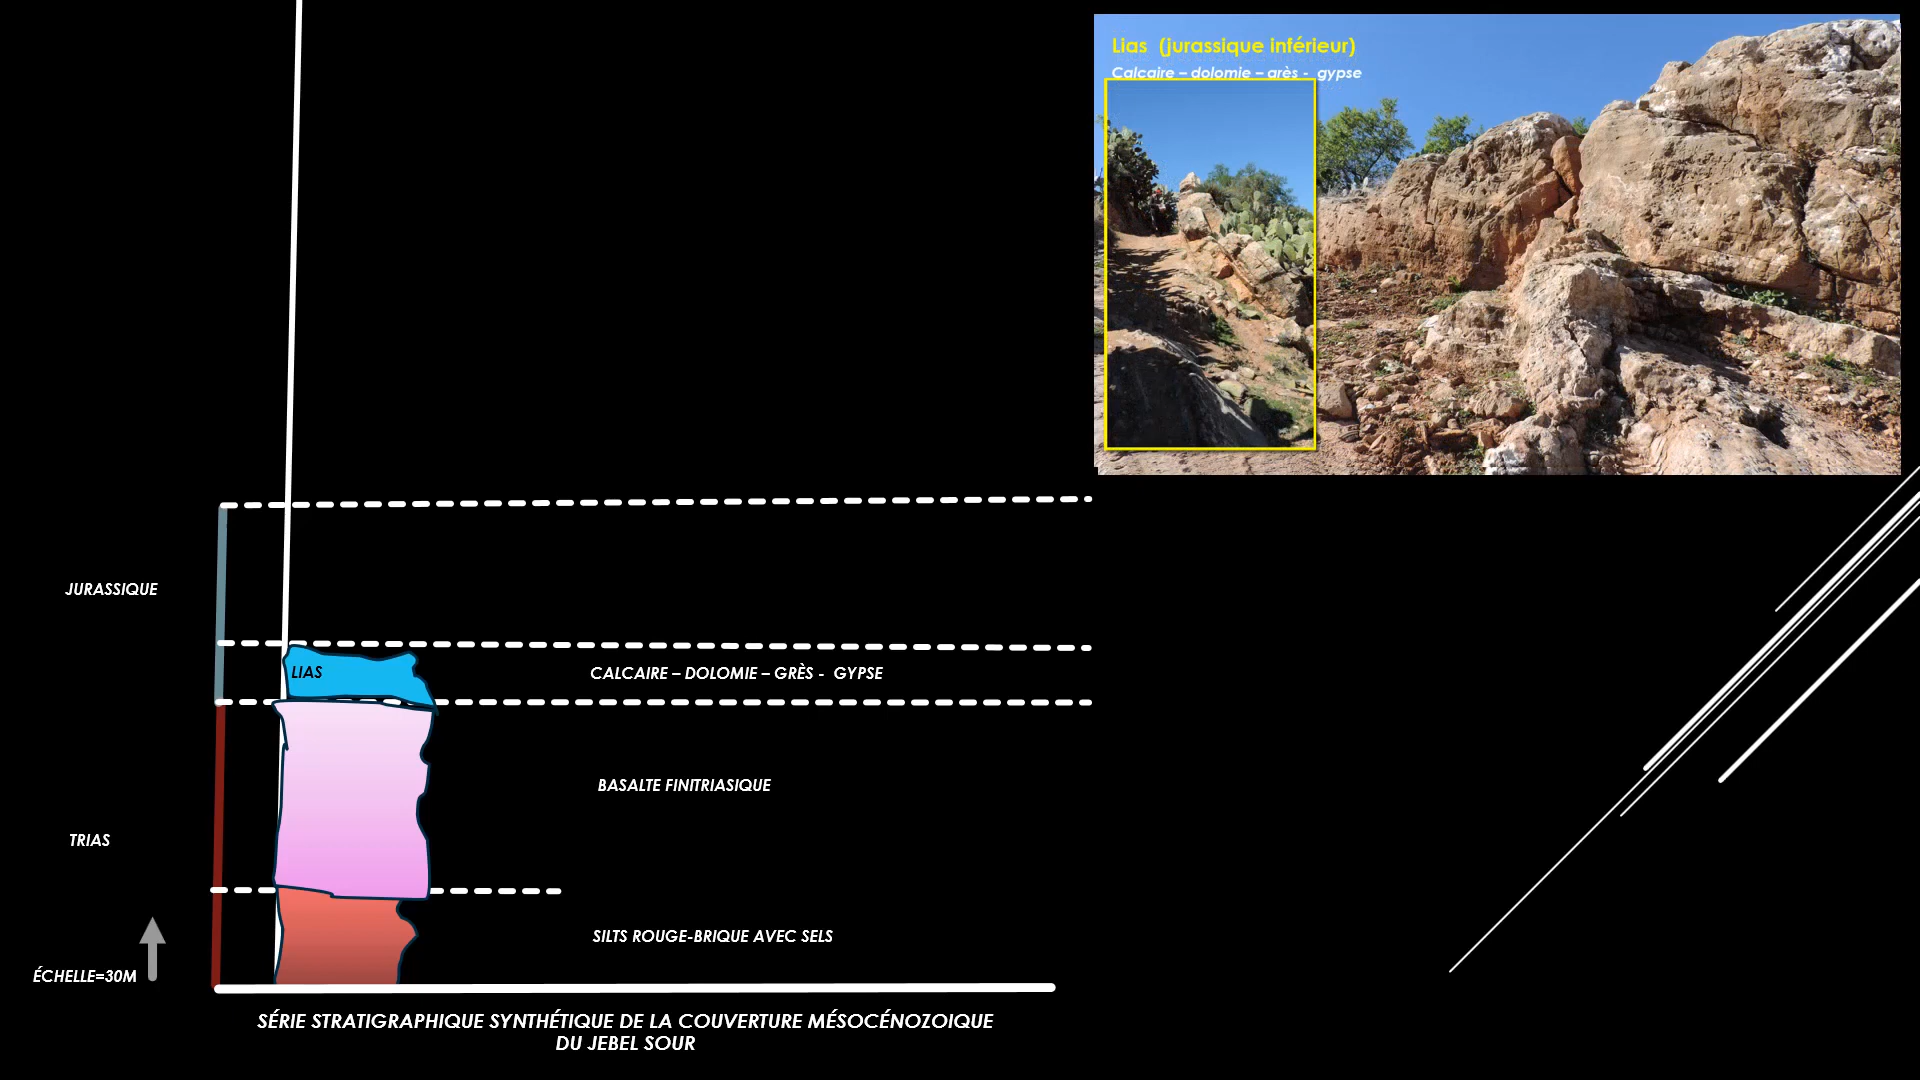 Lias  (jurassique inférieur)
Calcaire – dolomie – grès -  gypse
JURASSIQUE
LIAS
CALCAIRE – DOLOMIE – GRÈS -  GYPSE
BASALTE FINITRIASIQUE
TRIAS
SILTS ROUGE-BRIQUE AVEC SELS
ÉCHELLE=30M
SÉRIE STRATIGRAPHIQUE SYNTHÉTIQUE DE LA COUVERTURE MÉSOCÉNOZOIQUE
DU JEBEL SOUR